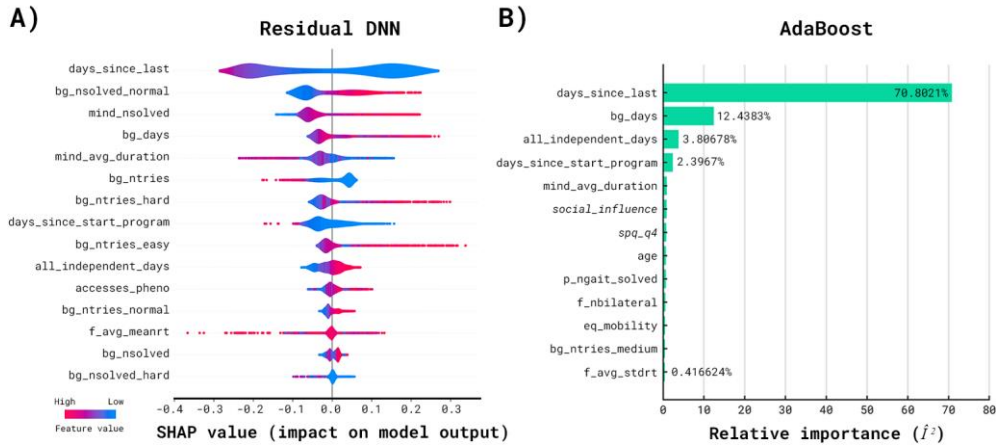 A)
Residual DNN
days_since_last
bg_nsolved_normal
mind_nsolved
bg_days
mind_avg_duration
bg_ntries
bg_ntries_hard
days_since_start_program
bg_ntries_easy
all_independent_days
accesses_pheno
bg_ntries_normal
f_avg_meanrt
bg_nsolved
bg_nsolved_hard
-0.4 -0.3 -0.2 -0.1 0.0 0.1 0.2 0.3
High Low
Feature value
SHAP value (impact on model output)
B)
AdaBoost
days_since_last 70.8021%
bg_days 12.4383%
all_independent_days 3.80678%
days_since_start_program 2.3967%
mind_avg_duration
social_influence
spq_q4
age
p_ngait_solved
f_nbilateral
eq_mobility
bg_ntries_medium
f_avg_stdrt 0.416624%
0 10 20 30 40 50 60 70 80
Relative importance (Î²)